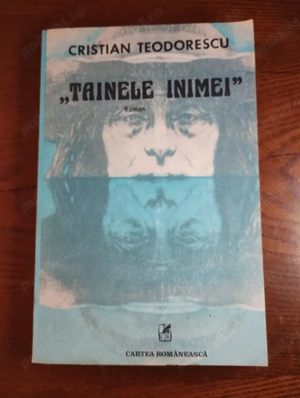 CRISTIAN TEODORESCU
„TAINELE INIMEI”
Roman
CARTEA ROMÂNEASCĂ